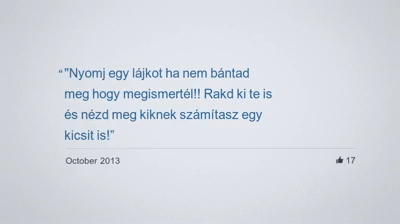 “"Nyomj egy lájkot ha nem bántad
meg hogy megismertél!! Rakd ki te is
és nézd meg kiknek számítasz egy
kicsit is!”
October 2013
17